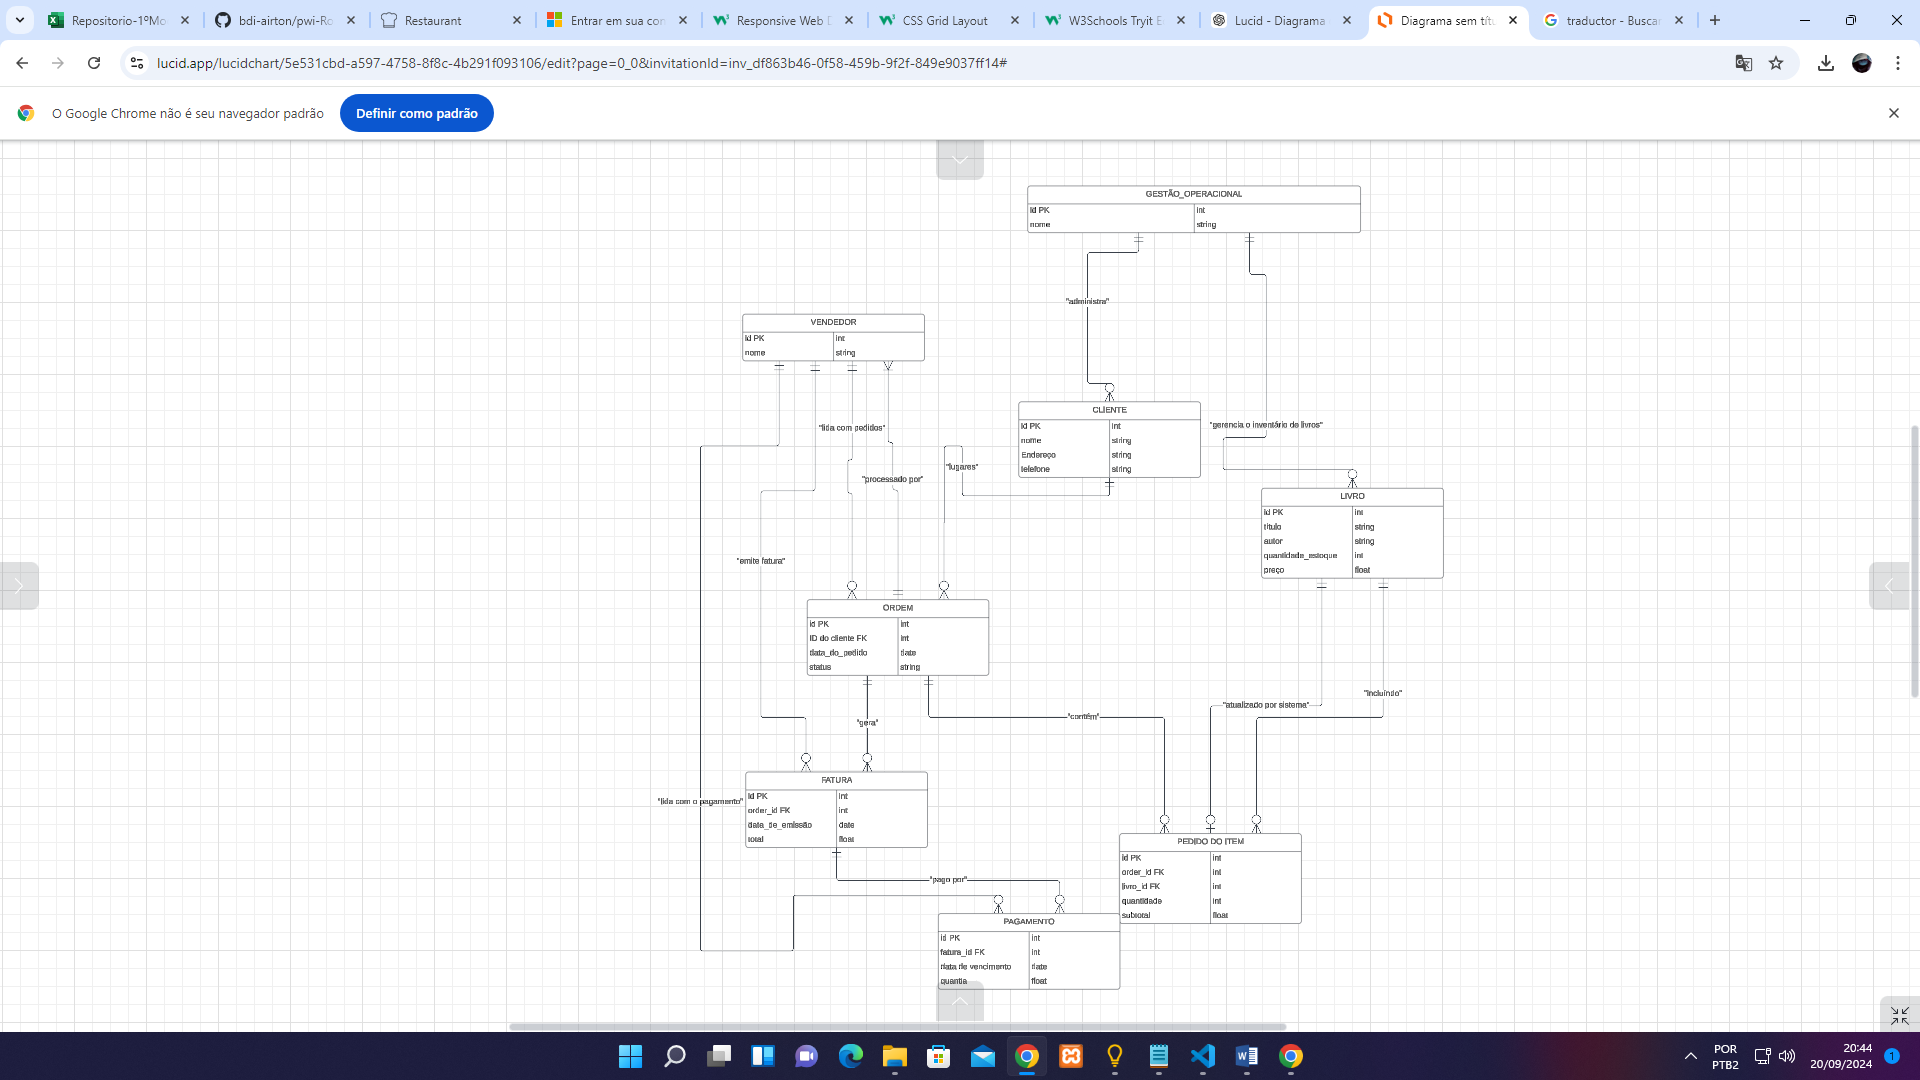 Repositorio-1ºMo
bdi-airton/pwi-Ro
Restaurant
Entrar em sua con
Responsive Web D
CSS Grid Layout
W3Schools Tryit E
Lucid - Diagrama
Diagrama sem títu
traductor - Buscar
lucid.app/lucidchart/5e531cbd-a597-4758-8f8c-4b291f093106/edit?page=0_0&invitationId=inv_df863b46-0f58-459b-9f2f-849e9037ff14#
O Google Chrome não é seu navegador padrão
Definir como padrão
GESTÃO_OPERACIONAL
id PK int
nome string
"administra"
VENDEDOR
id PK int
nome string
CLIENTE
id PK int
nome string
Endereço string
telefone string
"gerencia o inventário de livros"
"lida com pedidos"
"lugares"
"processado por"
LIVRO
id PK int
título string
autor string
quantidade_estoque int
preço float
"emite fatura"
ORDEM
id PK int
ID do cliente FK int
data_do_pedido date
status string
"incluindo"
"atualizado por sistema"
"contém"
"gera"
FATURA
id PK int
order_id FK int
data_de_emissão date
total float
"lida com o pagamento"
PEDIDO DO ITEM
id PK int
order_id FK int
livro_id FK int
quantidade int
subtotal float
"pago por"
PAGAMENTO
id PK int
fatura_id FK int
data de vencimento date
quantia float
POR
PTB2
20:44
20/09/2024
1